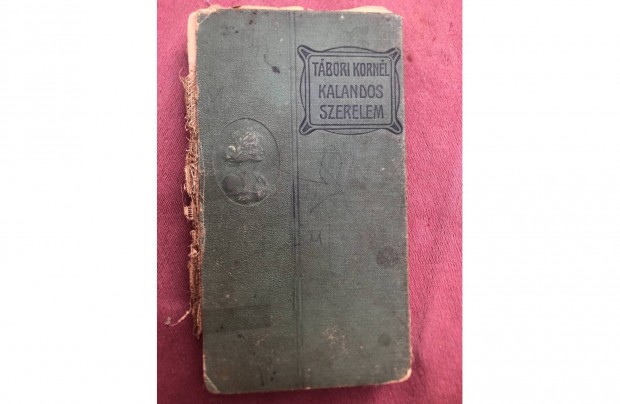 TÁBORI KORNÉL
KALANDOS
SZERELEM